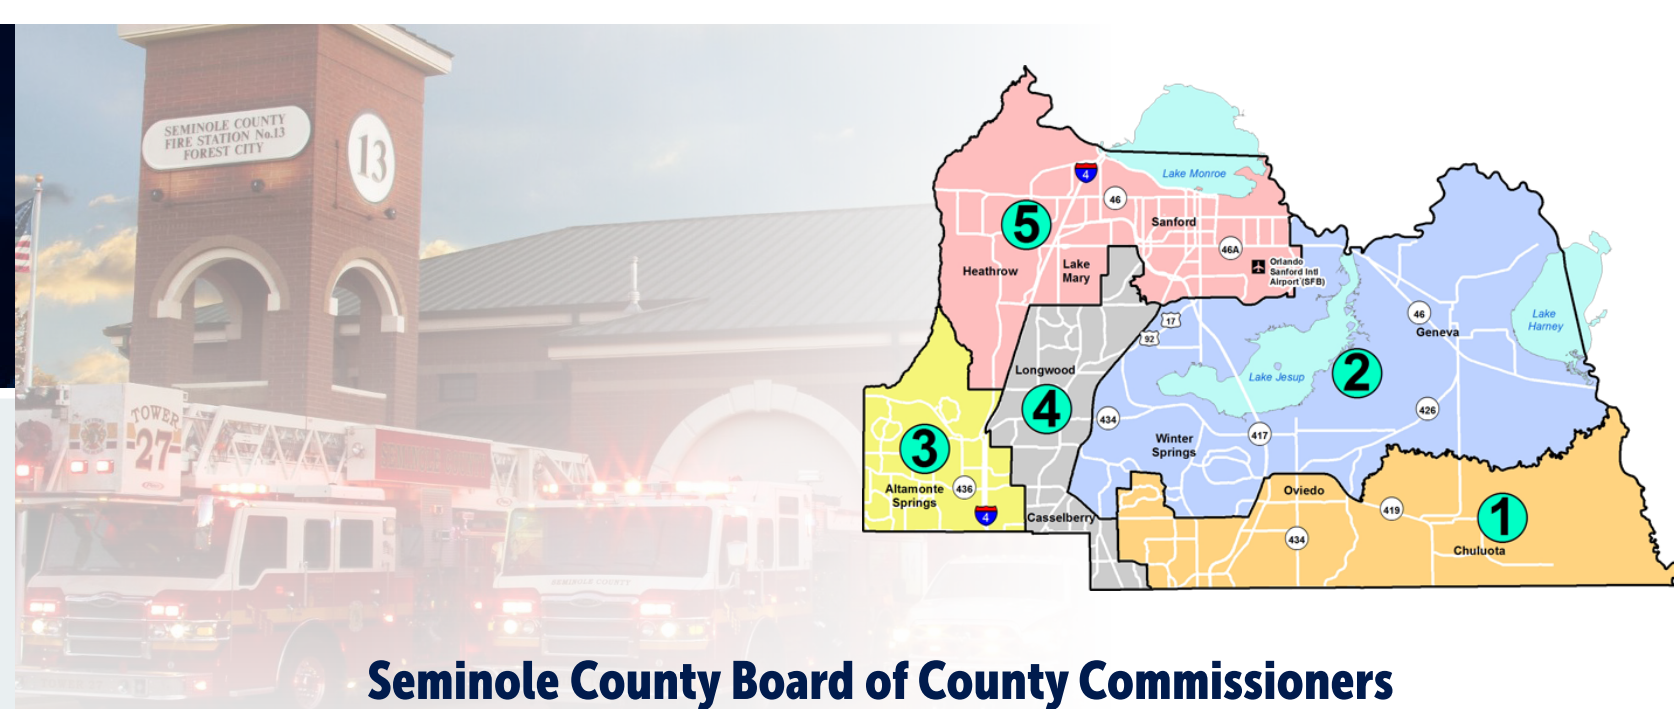 SEMINOLE COUNTY
FIRE STATION No.13
FOREST CITY
13
TOWER
27
SEMINOLE COUNTY
4
46
Lake Monroe
5
Sanford
46A
Heathrow
Lake
Mary
Orlando
Sanford Intl
Airport (SFB)
17
92
46
Geneva
Lake
Harney
Longwood
Lake Jesup
2
4
434
426
417
3
Winter
Springs
Altamonte
Springs
436
4
Casselberry
Oviedo
419
1
434
Chuluota
Seminole County Board of County Commissioners